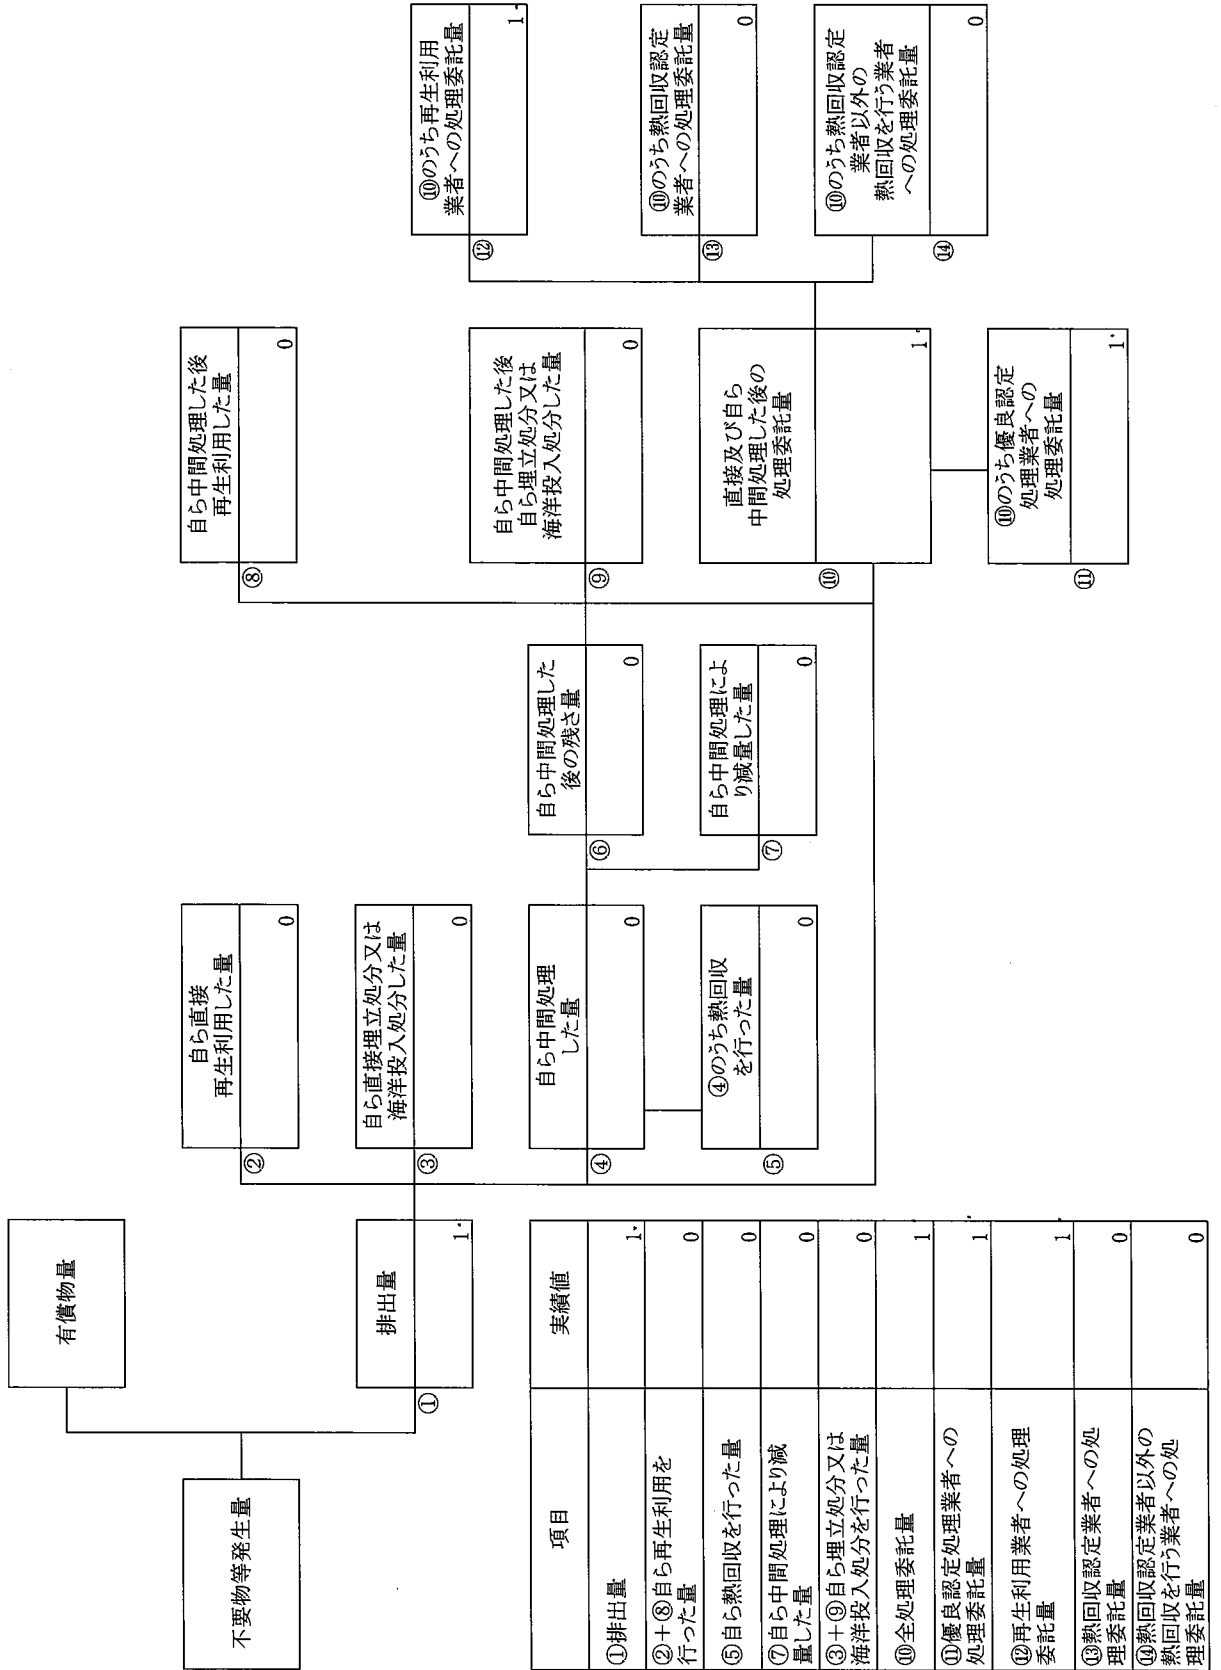 不要物等発生量
有償物量
①
排出量
1
②
自ら直接
再生利用した量
0
③
自ら直接埋立処分又は
海洋投入処分した量
0
④
自ら中間処理
した量
0
⑤
④のうち熱回収
を行った量
0
⑥
自ら中間処理した
後の残さ量
0
⑦
自ら中間処理によ
り減量した量
0
⑧
自ら中間処理した後
再生利用した量
0
⑨
自ら中間処理した後
自ら埋立処分又は
海洋投入処分した量
0
⑩
直接及び自ら
中間処理した後の
処理委託量
1
⑪
⑩のうち優良認定
処理業者への
処理委託量
1
⑫
⑩のうち再生利用
業者への処理委託量
1
⑬
⑩のうち熱回収認定
業者への処理委託量
0
⑭
⑩のうち熱回収認定
業者以外の
熱回収を行う業者
への処理委託量
0
項目 実績値
①排出量 1
②+⑧自ら再生利用を
行った量 0
⑤自ら熱回収を行った量 0
⑦自ら中間処理により減
量した量 0
③+⑨自ら埋立処分又は
海洋投入処分を行った量 0
⑩全処理委託量 1
⑪優良認定処理業者への
処理委託量 1
⑫再生利用業者への処理
委託量 1
⑬熱回収認定業者への処
理委託量 0
⑭熱回収認定業者以外の
熱回収を行う業者への処
理委託量 0